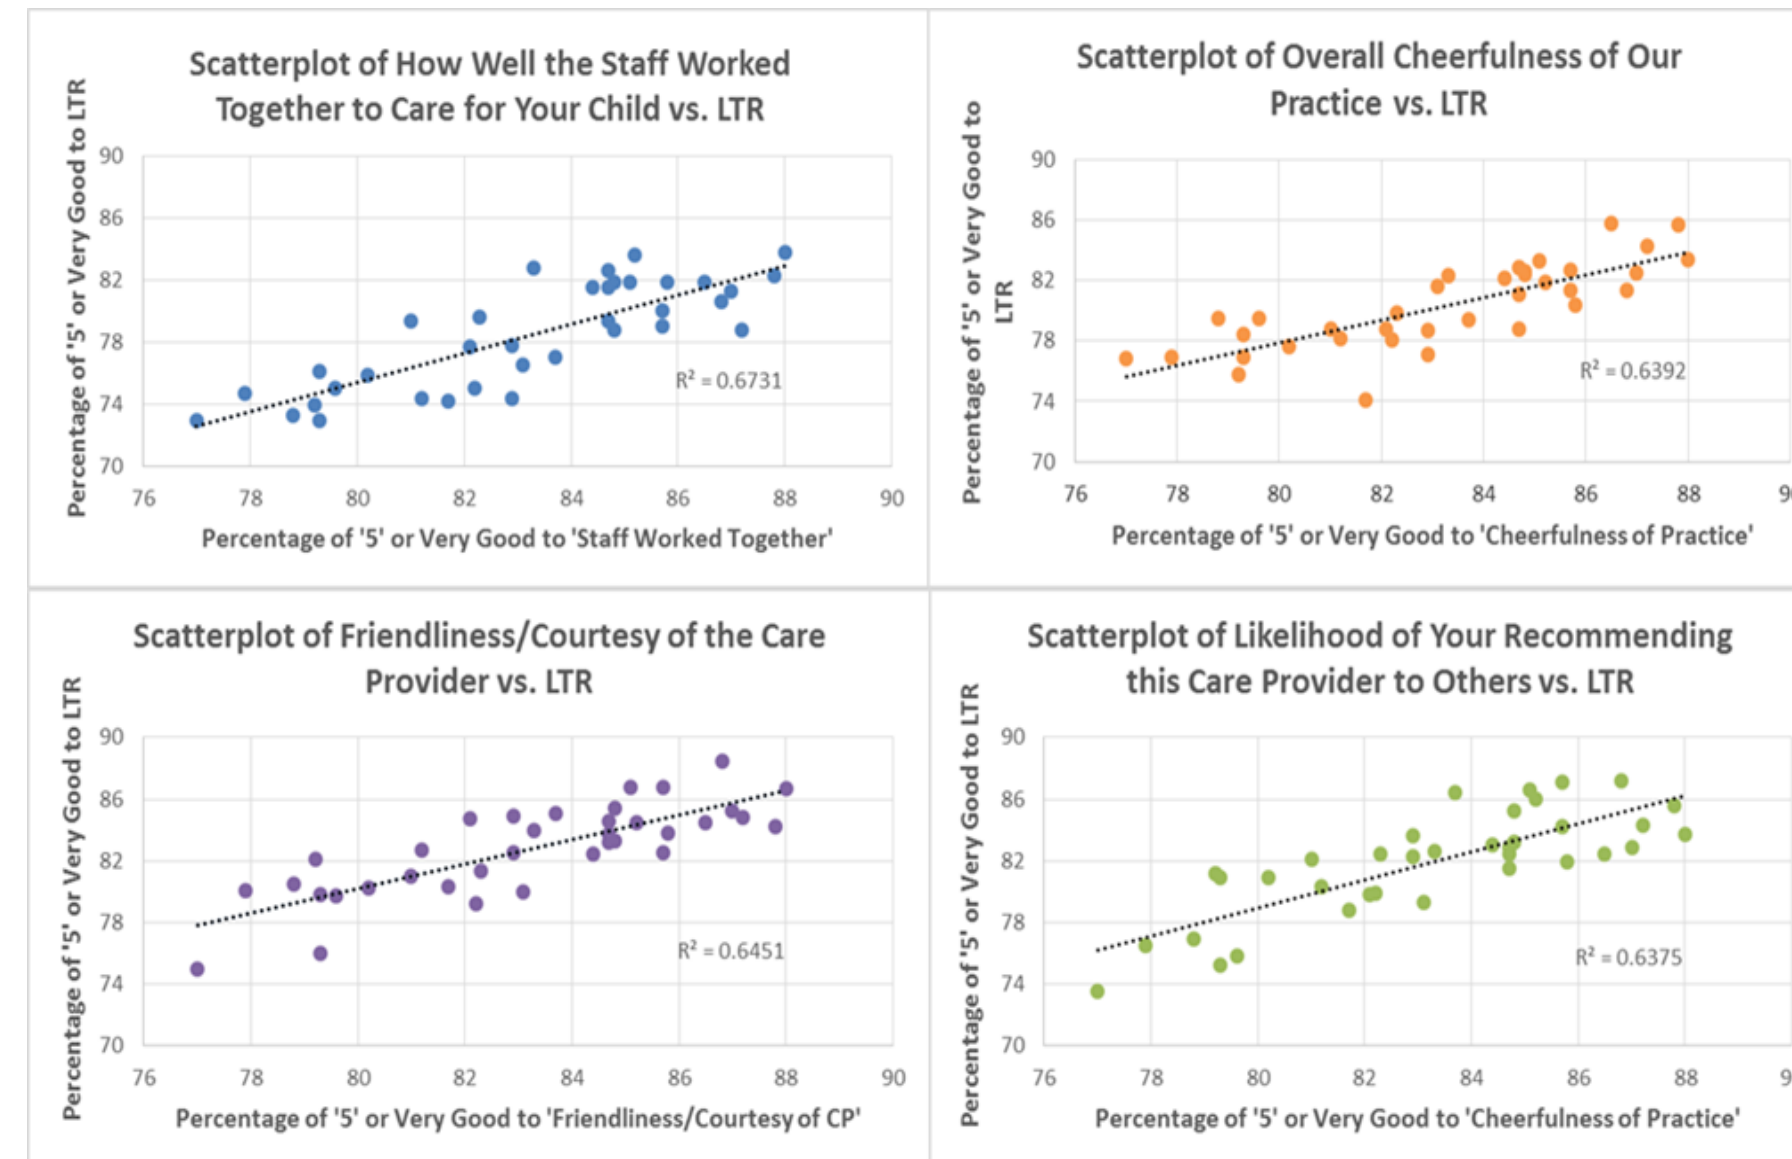 Scatterplot of How Well the Staff Worked
Together to Care for Your Child vs. LTR
Percentage of '5' or Very Good to LTR
90
86
82
78
74
70
R² = 0.6731
76 78 80 82 84 86 88 90
Percentage of '5' or Very Good to 'Staff Worked Together'
Scatterplot of Overall Cheerfulness of Our
Practice vs. LTR
Percentage of '5' or Very Good to
LTR
90
86
82
78
74
70
R² = 0.6392
76 78 80 82 84 86 88 9
Percentage of '5' or Very Good to 'Cheerfulness of Practice'
Scatterplot of Friendliness/Courtesy of the Care
Provider vs. LTR
Percentage of '5' or Very Good to LTR
90
86
82
78
74
70
R² = 0.6451
76 78 80 82 84 86 88 90
Percentage of '5' or Very Good to 'Friendliness/Courtesy of CP'
Scatterplot of Likelihood of Your Recommending
this Care Provider to Others vs. LTR
Percentage of '5' or Very Good to LTR
90
86
82
78
74
70
R² = 0.6375
76 78 80 82 84 86 88 9
Percentage of '5' or Very Good to 'Cheerfulness of Practice'